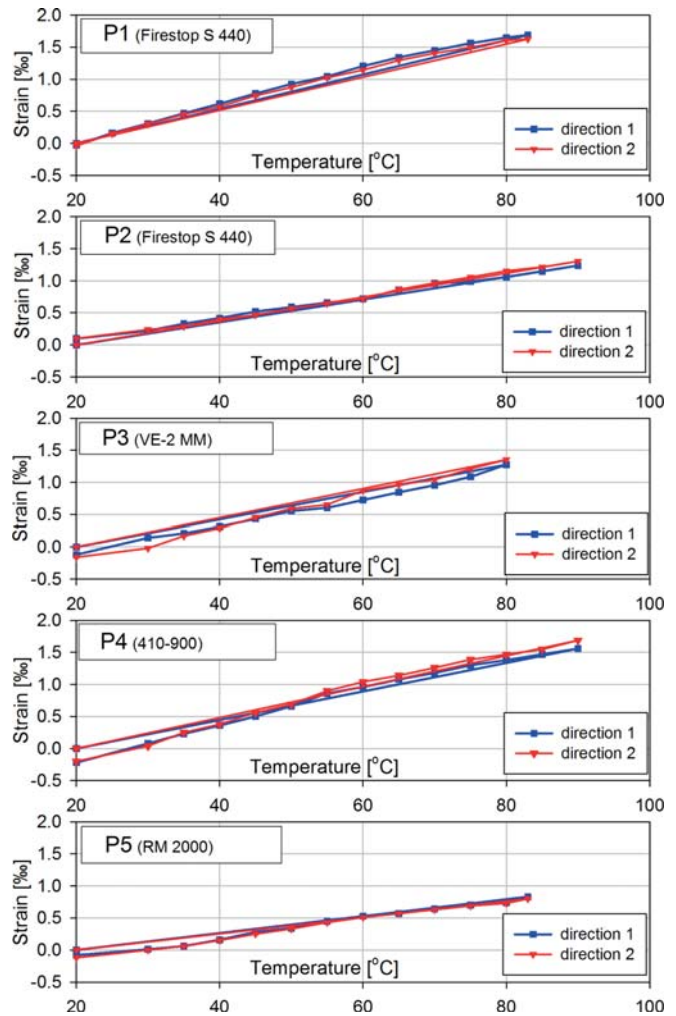 2.0
P1 (Firestop S 440)
1.5
1.0
Strain [‰]
0.5
direction 1
0.0
direction 2
Temperature [°C]
-0.5
20 40 60 80 100
2.0
P2 (Firestop S 440)
1.5
1.0
Strain [‰]
0.5
direction 1
0.0
direction 2
Temperature [°C]
-0.5
20 40 60 80 100
2.0
P3 (VE-2 MM)
1.5
1.0
Strain [‰]
0.5
direction 1
0.0
direction 2
Temperature [°C]
-0.5
20 40 60 80 100
2.0
P4 (410-900)
1.5
1.0
Strain [‰]
0.5
direction 1
0.0
direction 2
Temperature [°C]
-0.5
20 40 60 80 100
2.0
P5 (RM 2000)
1.5
1.0
Strain [‰]
0.5
direction 1
0.0
direction 2
Temperature [°C]
-0.5
20 40 60 80 100